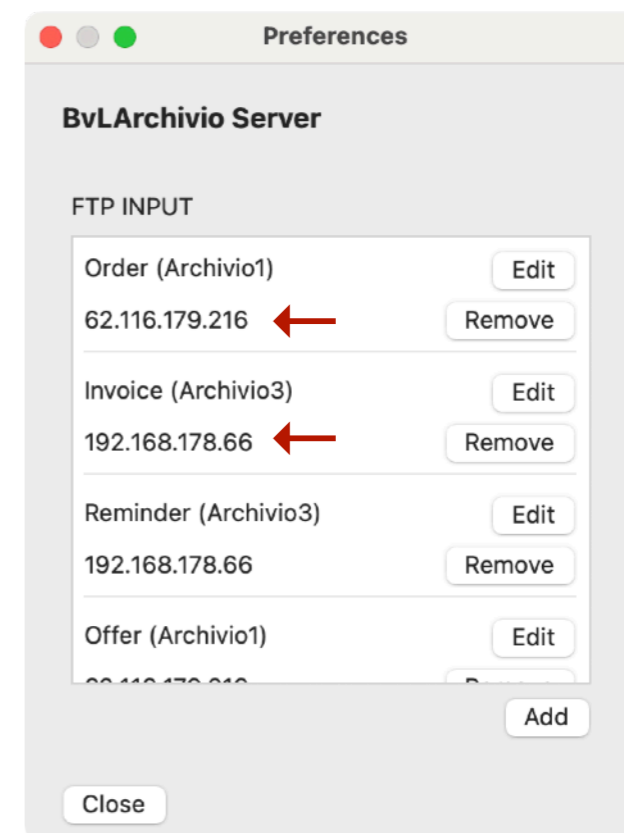 Preferences
BvLArchivio Server
FTP INPUT
Order (Archivio1) Edit
62.116.179.216 Remove
Invoice (Archivio3) Edit
192.168.178.66 Remove
Reminder (Archivio3) Edit
192.168.178.66 Remove
Offer (Archivio1) Edit
Add
Close